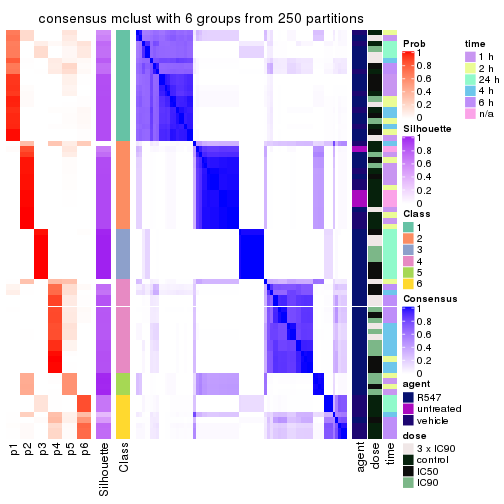 consensus mclust with 6 groups from 250 partitions
Prob
1
0.8
0.6
0.4
0.2
0
time
1 h
2 h
24 h
4 h
6 h
n/a
Silhouette
1
0.8
0.6
0.4
0.2
0
Class
1
2
3
4
5
6
Consensus
1
0.8
0.6
0.4
0.2
0
agent
R547
untreated
vehicle
dose
3 x IC90
control
IC50
IC90
p1
p2
p3
p4
p5
p6
Silhouette
Class
agent
dose
time